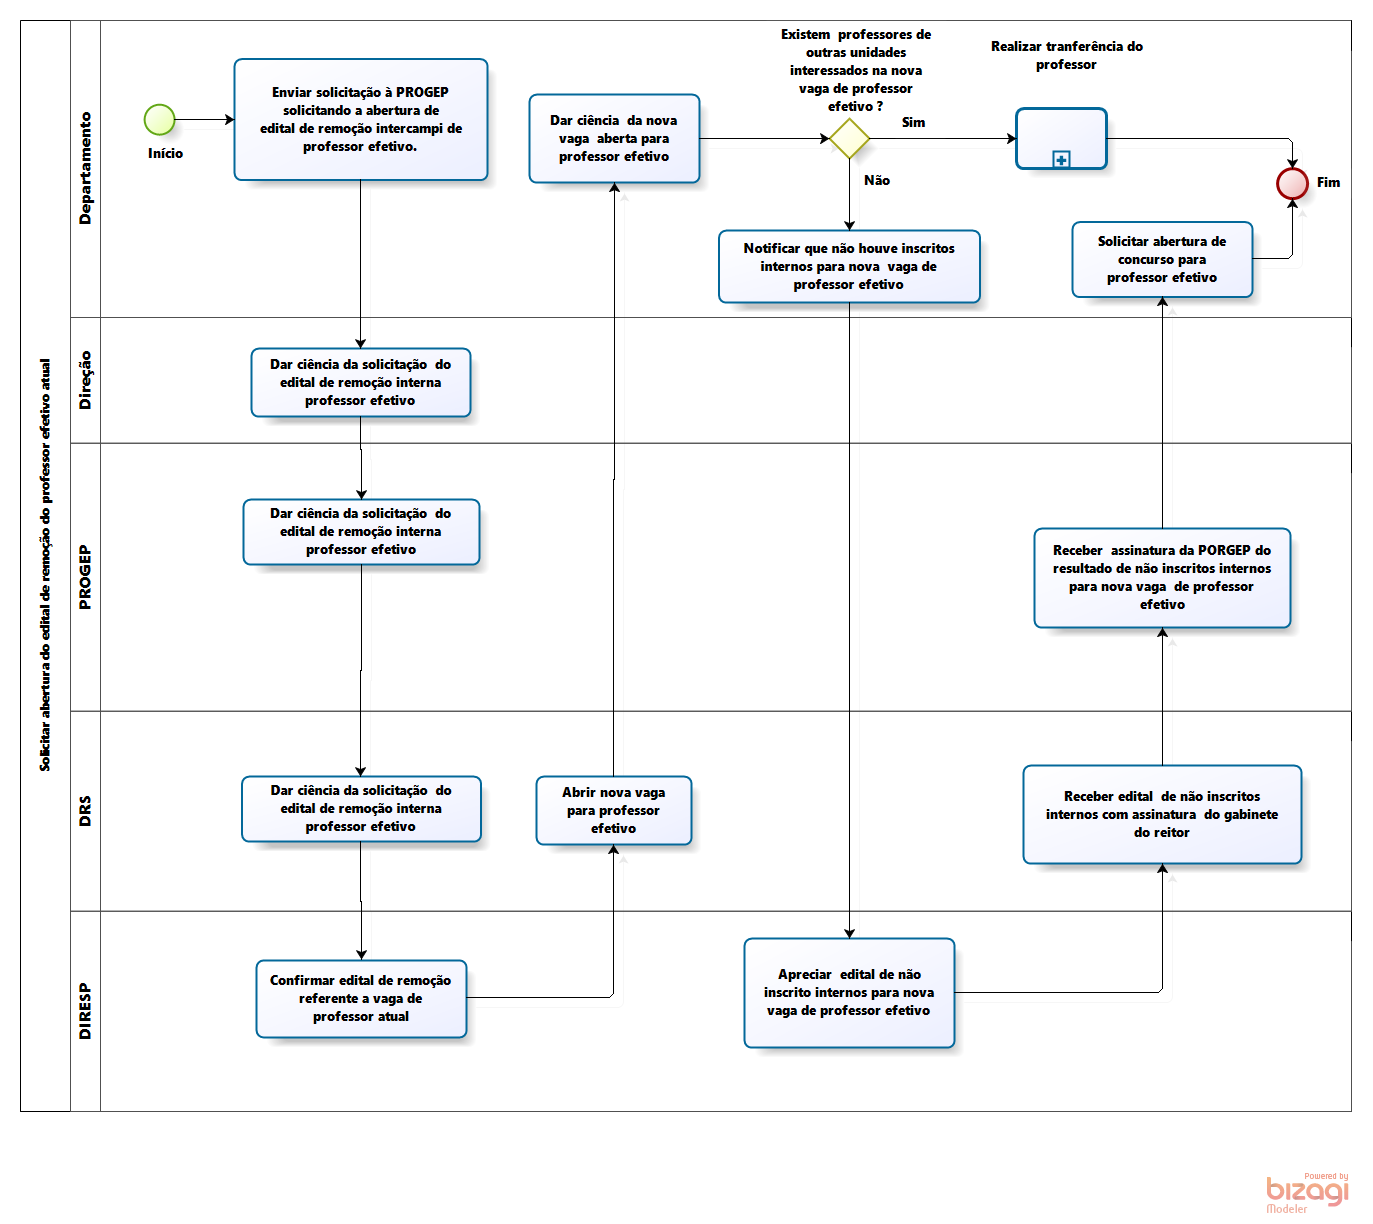 Solicitar abertura do edital de remoção do professor efetivo atual
Departamento
Início
Enviar solicitação à PROGEP
solicitando a abertura de
edital de remoção intercampi de
professor efetivo.
Dar ciência da nova
vaga aberta para
professor efetivo
Existem professores de
outras unidades
interessados na nova
vaga de professor
efetivo ?
Sim
Não
Realizar tranferência do
professor
Fim
Notificar que não houve inscritos
internos para nova vaga de
professor efetivo
Solicitar abertura de
concurso para
professor efetivo
Direção
Dar ciência da solicitação do
edital de remoção interna
professor efetivo
PROGEP
Dar ciência da solicitação do
edital de remoção interna
professor efetivo
Receber assinatura da PORGEP do
resultado de não inscritos internos
para nova vaga de professor
efetivo
DRS
Dar ciência da solicitação do
edital de remoção interna
professor efetivo
Abrir nova vaga
para professor
efetivo
Receber edital de não inscritos
internos com assinatura do gabinete
do reitor
DIRESP
Confirmar edital de remoção
referente a vaga de
professor atual
Apreciar edital de não
inscrito internos para nova
vaga de professor efetivo
Powered by
bizagi
Modeler